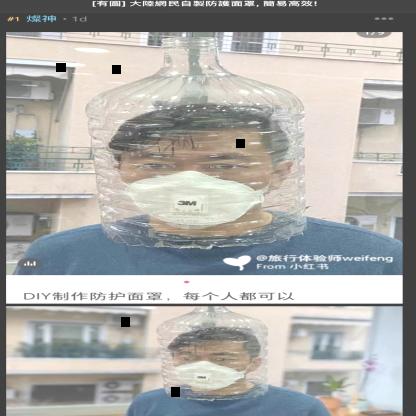 [有圖] 大陸網民自製防護面罩, 簡易高效!
#1 燦神 · 1d
3M
@旅行体验师weifeng
From 小红书
DIY制作防护面罩，每个人都可以
3M